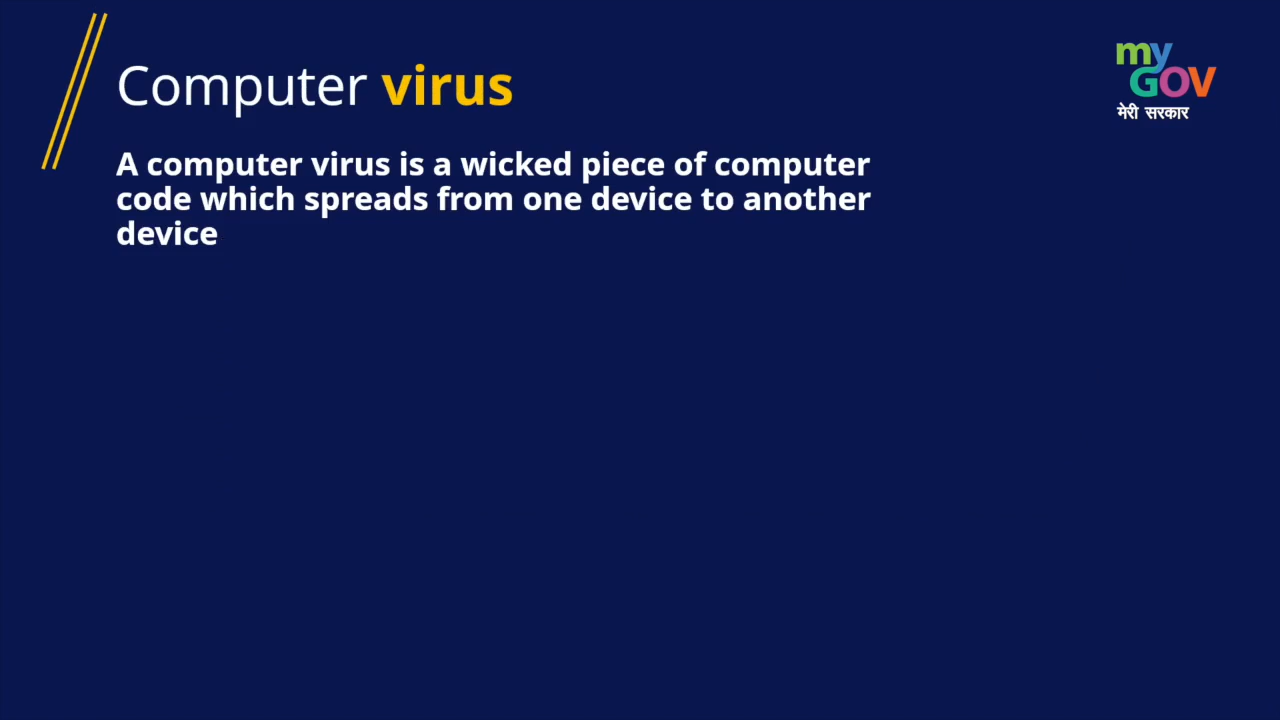 Computer virus
my
GOV
मेरी सरकार
A computer virus is a wicked piece of computer
code which spreads from one device to another
device